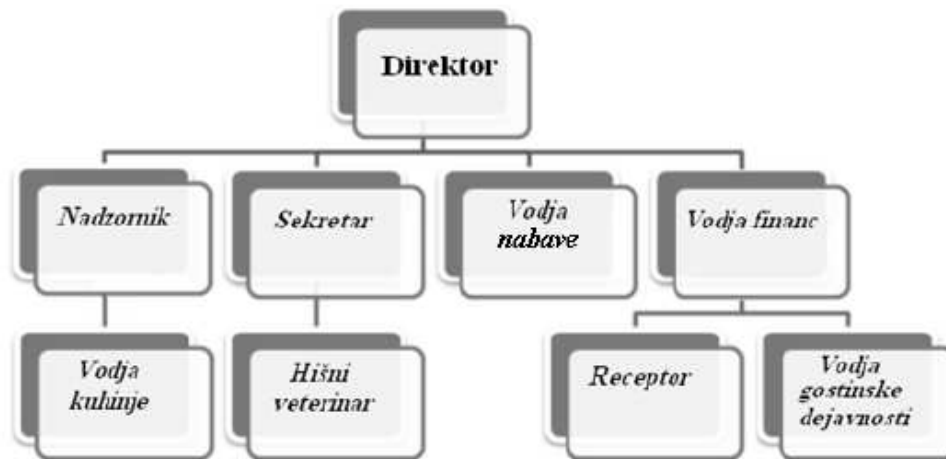 Direktor
Nadzornik
Sekretar
Vodja
nabave
Vodja financ
Vodja
kuhinje
Hišni
veterinar
Receptor
Vodja
gostinske
dejavnosti